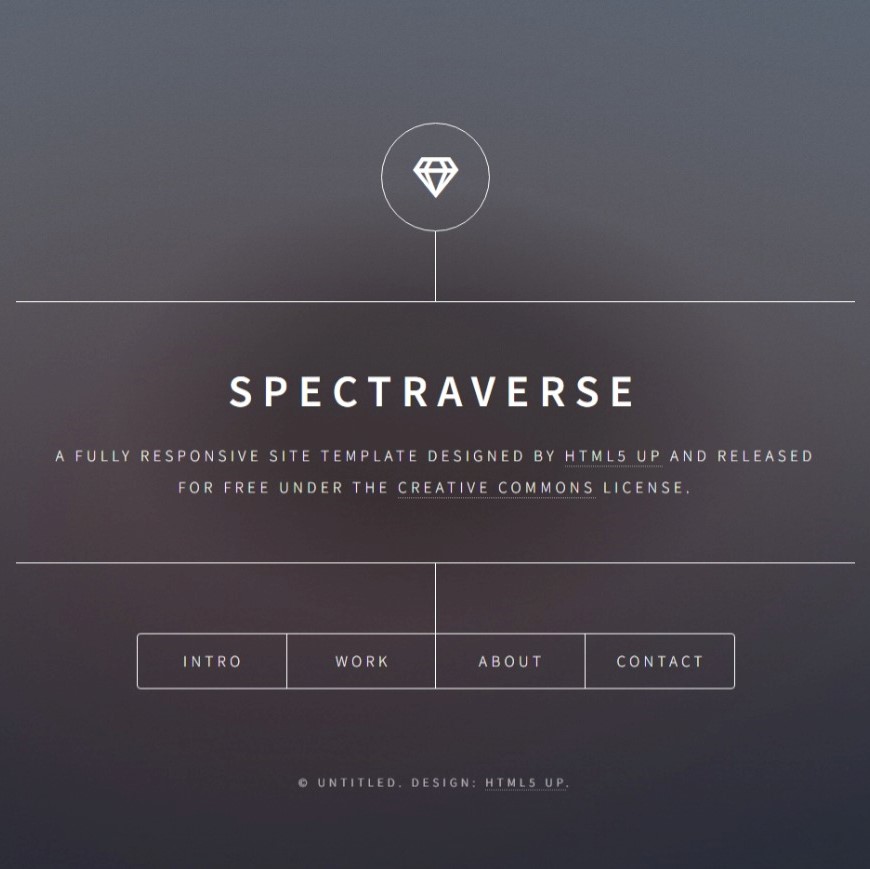 SPECTRAVERSE
A FULLY RESPONSIVE SITE TEMPLATE DESIGNED BY HTML5 UP AND RELEASED
FOR FREE UNDER THE CREATIVE COMMONS LICENSE.
INTRO WORK ABOUT CONTACT
© UNTITLED. DESIGN: HTML5 UP.